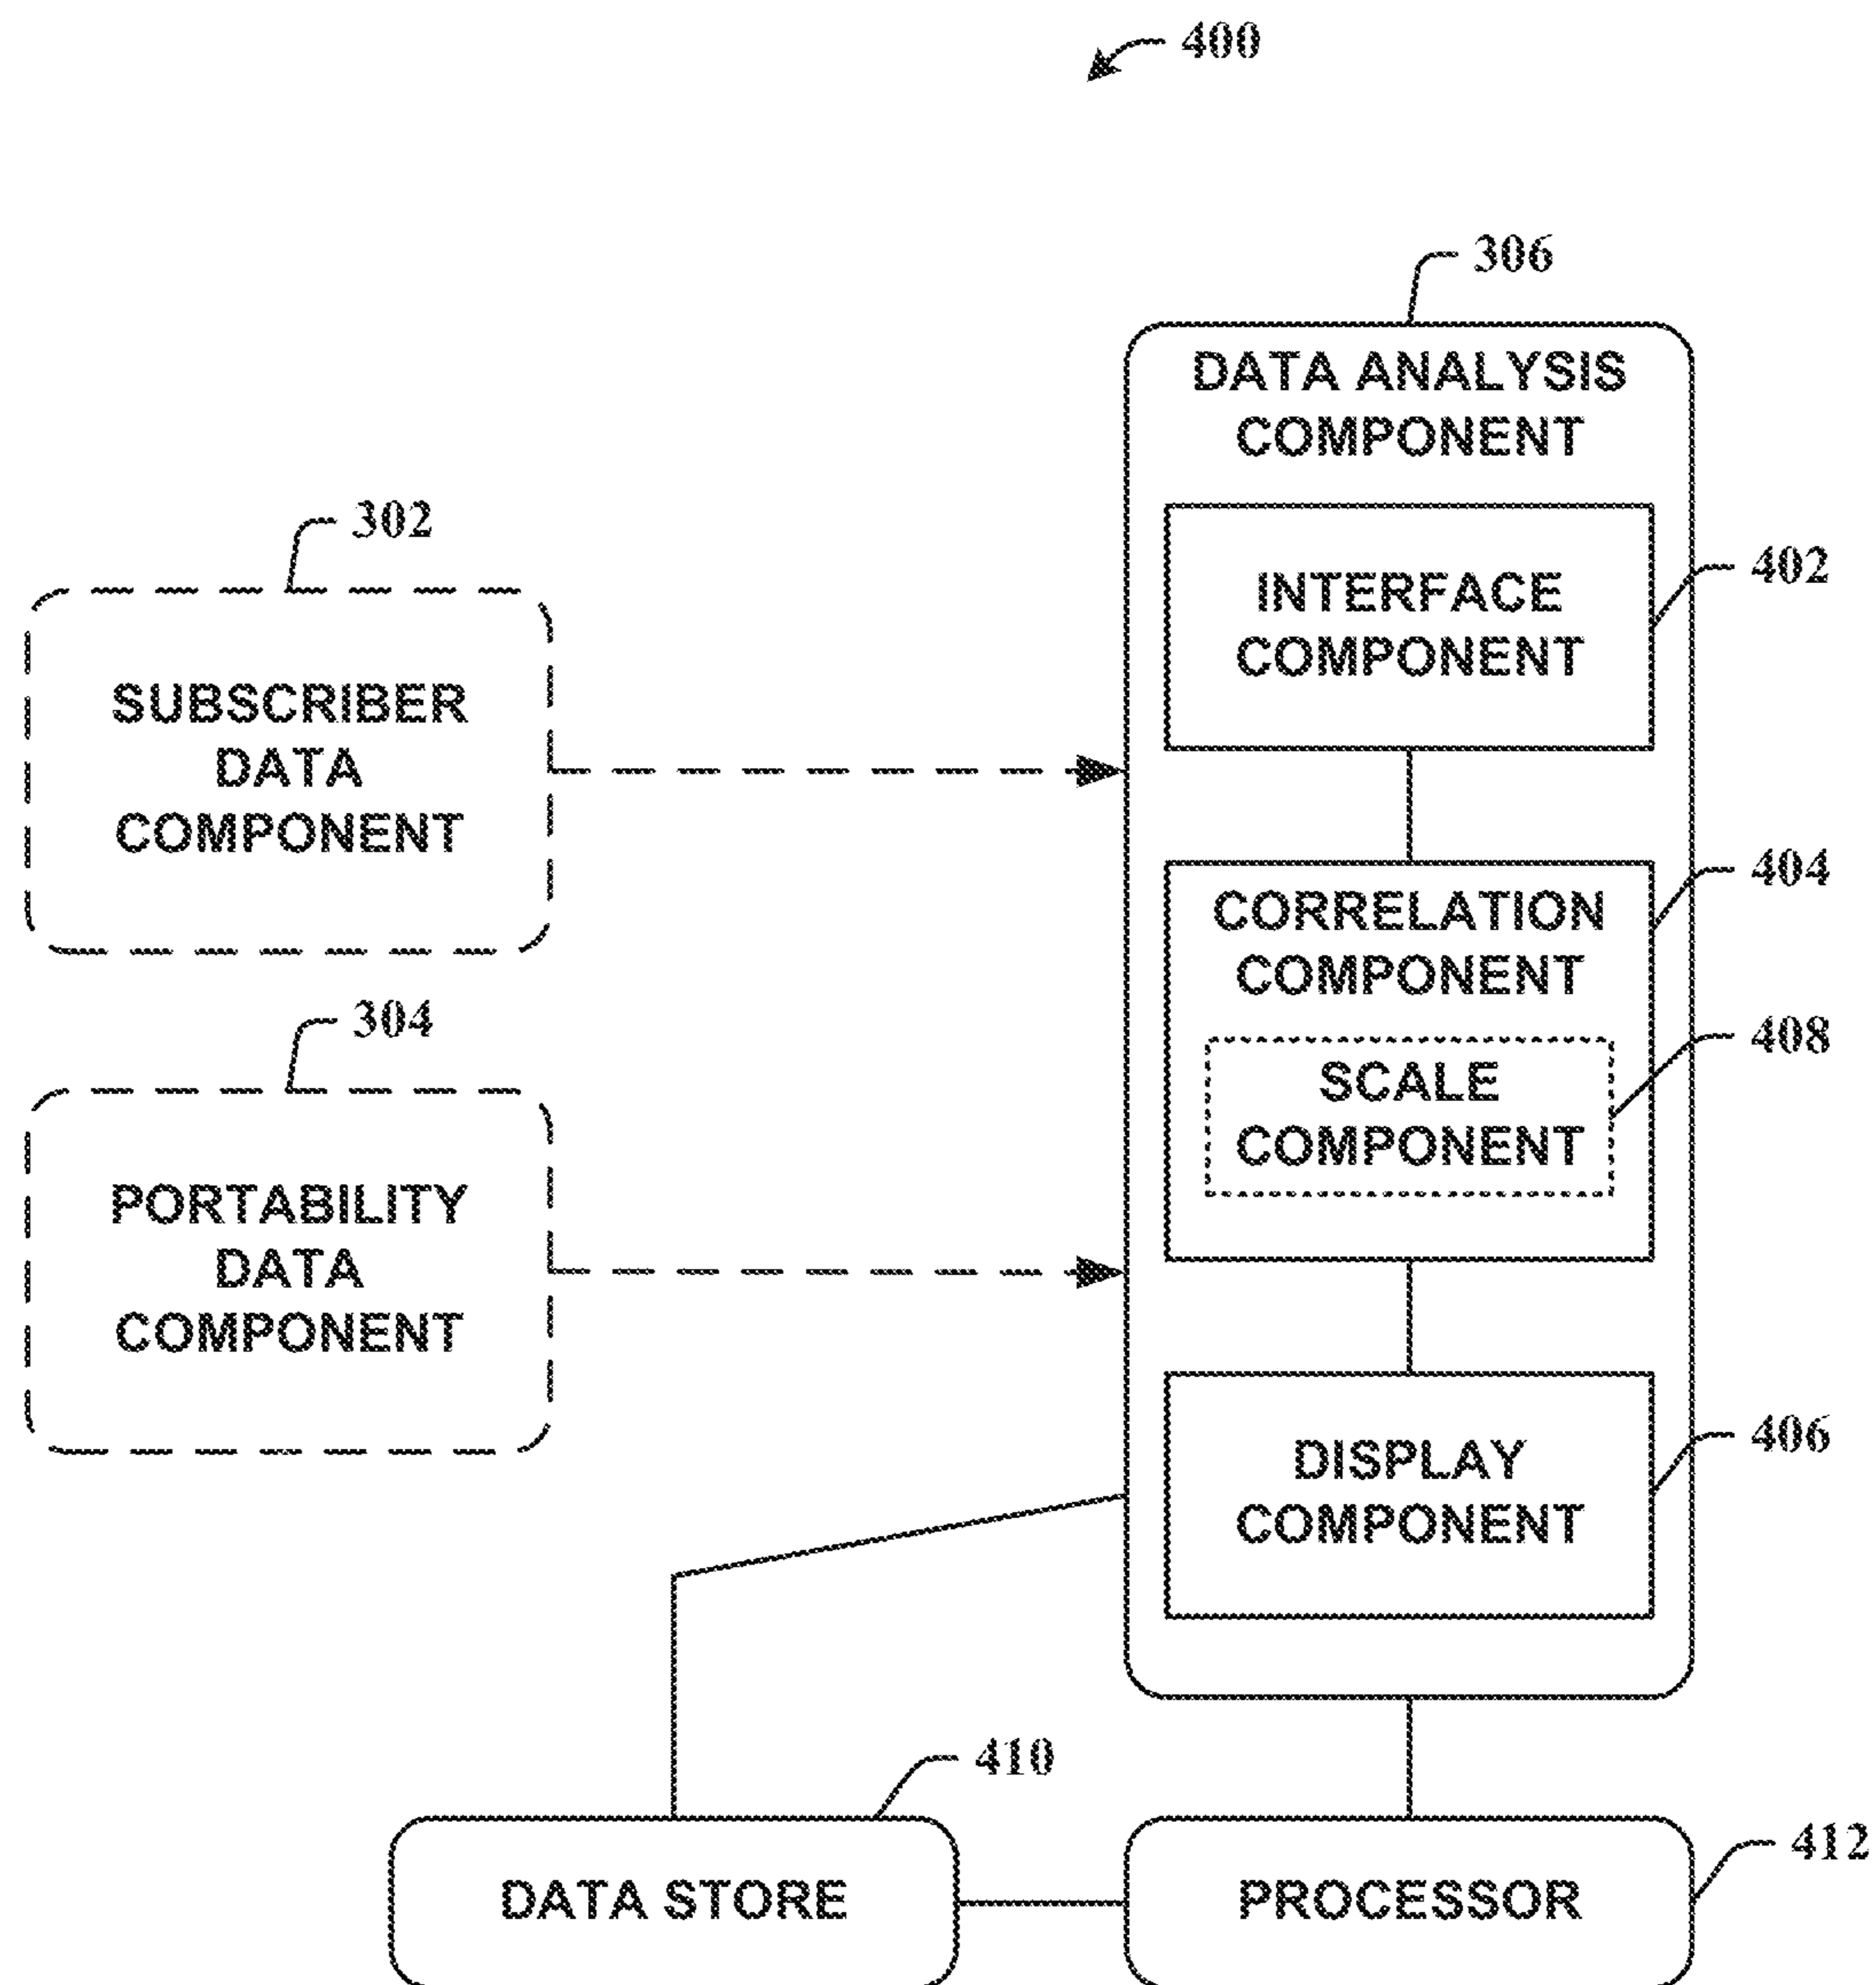 400
306
DATA ANALYSIS
COMPONENT
302
INTERFACE
COMPONENT
402
SUBSCRIBER
DATA
COMPONENT
404
CORRELATION
COMPONENT
304
408
SCALE
COMPONENT
PORTABILITY
DATA
COMPONENT
406
DISPLAY
COMPONENT
410
412
DATA STORE
PROCESSOR